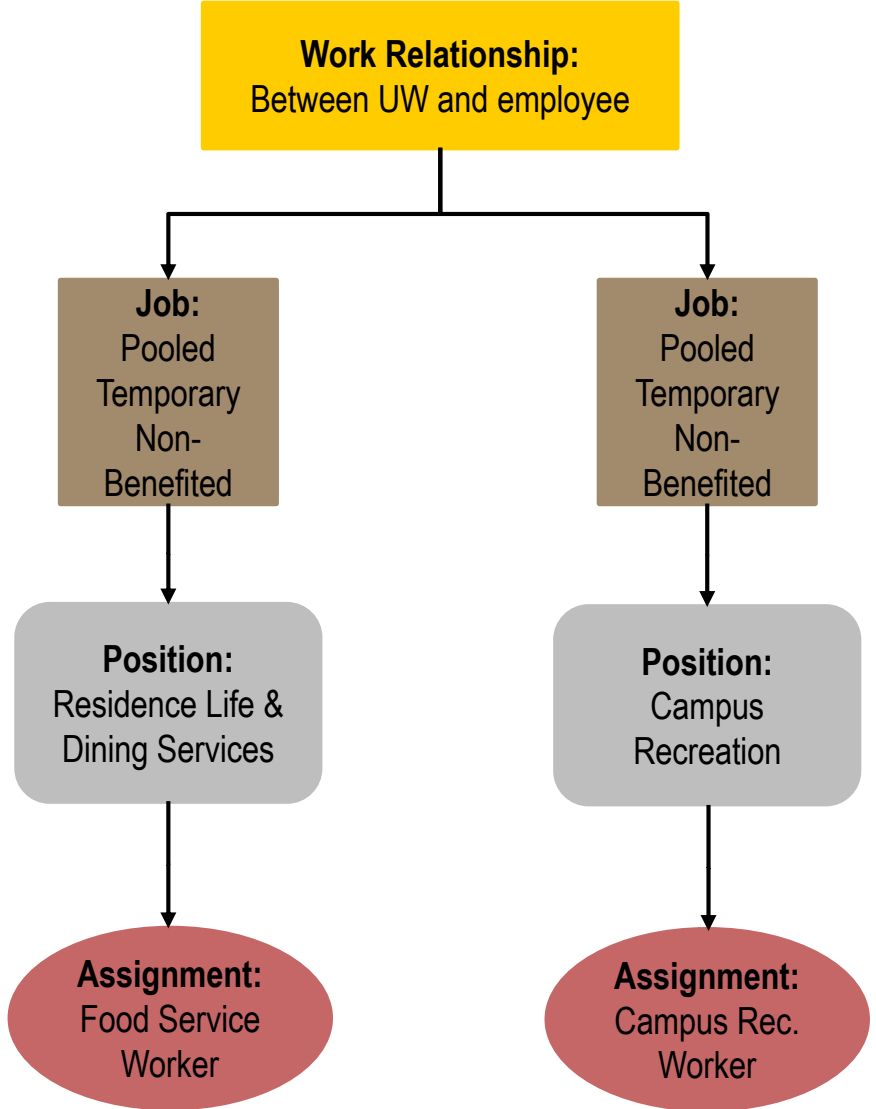 Work Relationship:
Between UW and employee
Job:
Pooled
Temporary
Non-
Benefited
Job:
Pooled
Temporary
Non-
Benefited
Position:
Residence Life &
Dining Services
Position:
Campus
Recreation
Assignment:
Food Service
Worker
Assignment:
Campus Rec.
Worker